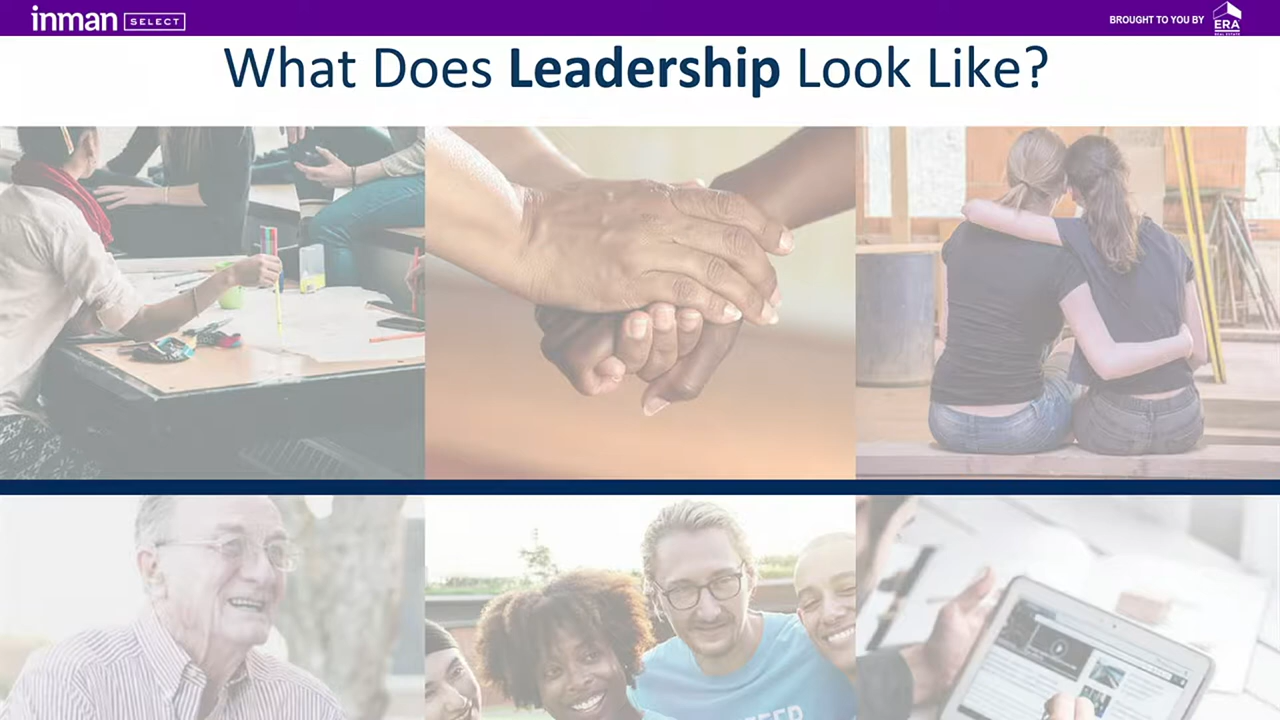 inman SELECT
BROUGHT TO YOU BY
ERA
REAL ESTATE
What Does Leadership Look Like?